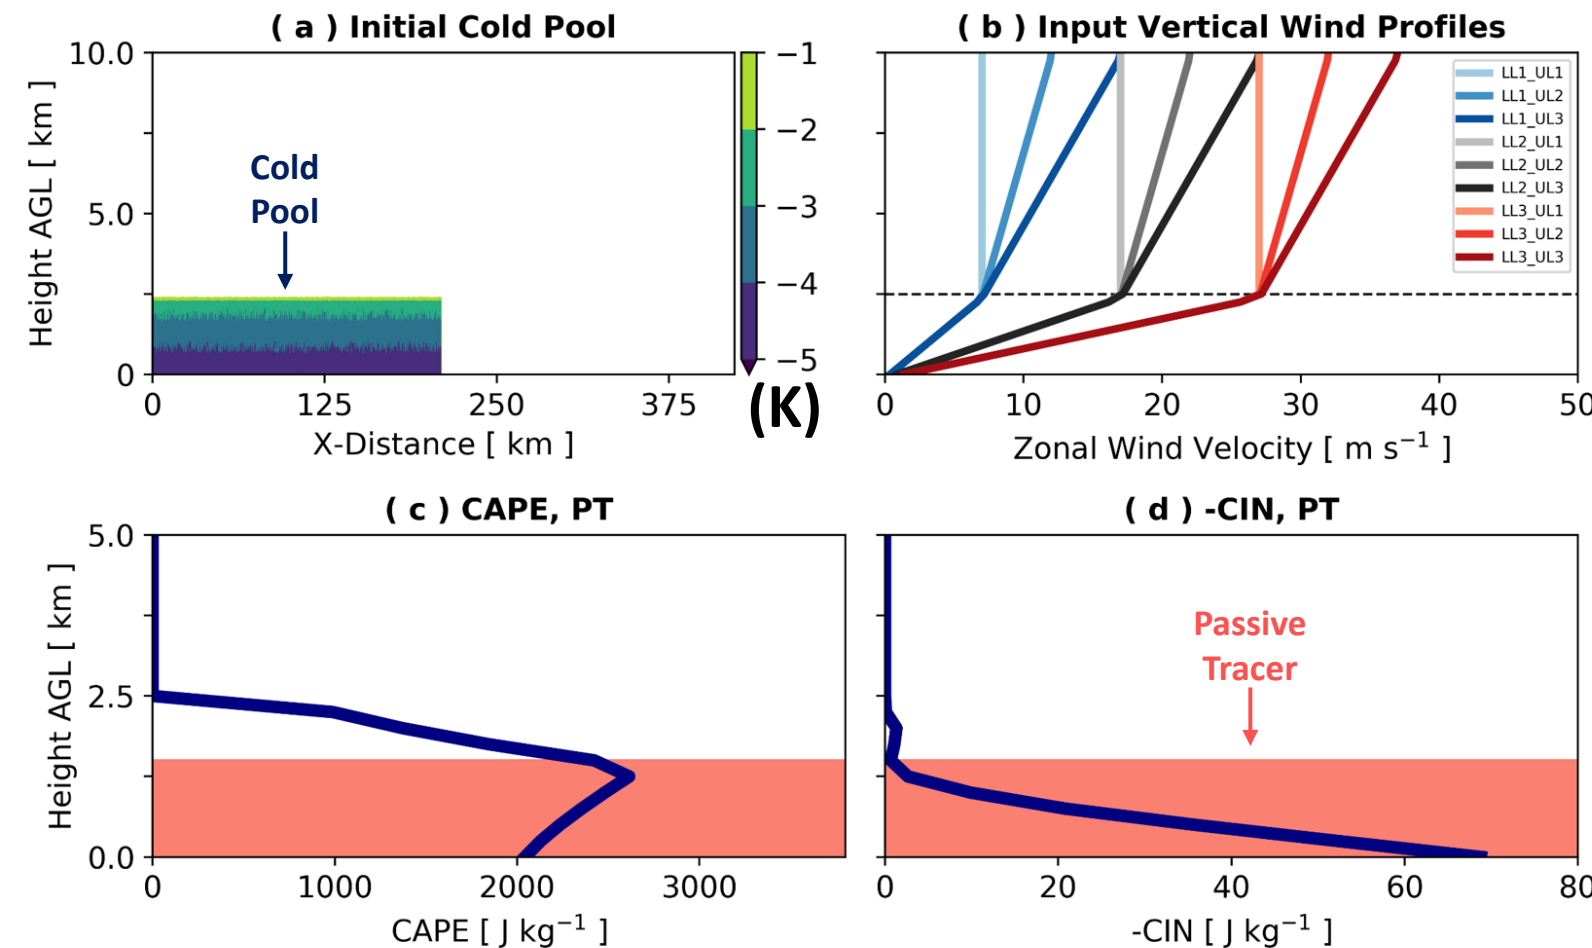 ( a ) Initial Cold Pool
10.0
5.0
0
Height AGL [ km ]
Cold
Pool
0 125 250 375
X-Distance [ km ]
−1
−2
−3
−4
−5
(K)
( b ) Input Vertical Wind Profiles
LL1_UL1
LL1_UL2
LL1_UL3
LL2_UL1
LL2_UL2
LL2_UL3
LL3_UL1
LL3_UL2
LL3_UL3
0 10 20 30 40 50
Zonal Wind Velocity [ m s⁻¹ ]
( c ) CAPE, PT
5.0
2.5
0.0
Height AGL [ km ]
0 1000 2000 3000
CAPE [ J kg⁻¹ ]
( d ) -CIN, PT
Passive
Tracer
0 20 40 60 80
-CIN [ J kg⁻¹ ]